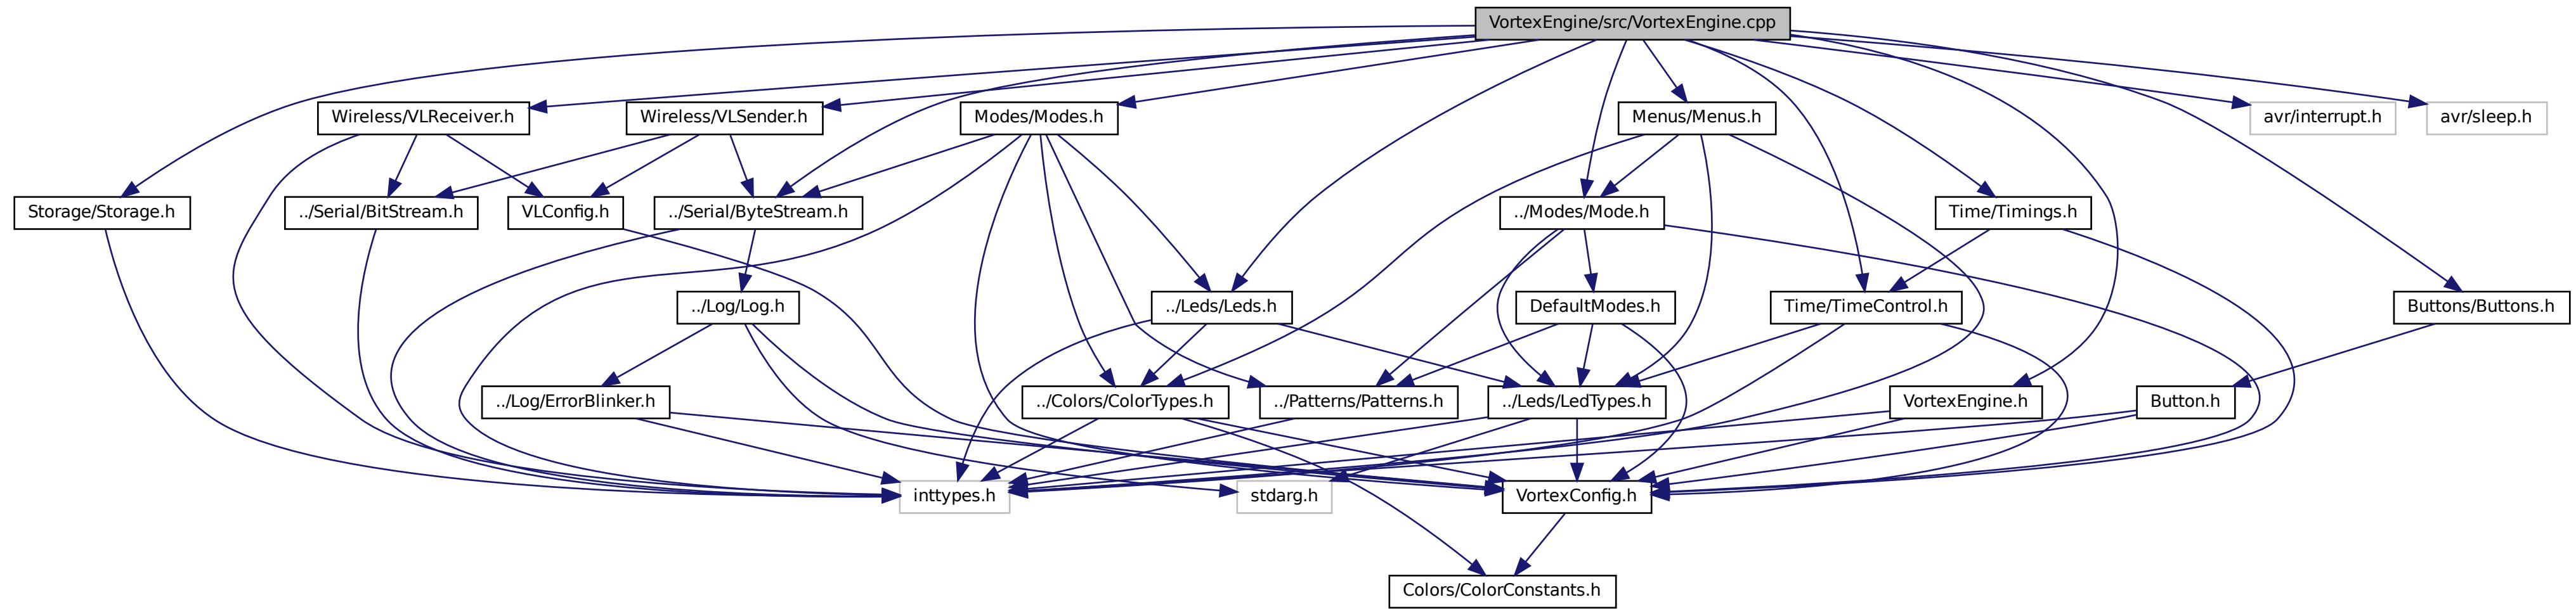 VortexEngine/src/VortexEngine.cpp
Wireless/VLReceiver.h
Wireless/VLSender.h
Modes/Modes.h
Menus/Menus.h
avr/interrupt.h
avr/sleep.h
Storage/Storage.h
../Serial/BitStream.h
VLConfig.h
../Serial/ByteStream.h
../Modes/Mode.h
Time/Timings.h
../Log/Log.h
../Leds/Leds.h
DefaultModes.h
Time/TimeControl.h
Buttons/Buttons.h
../Log/ErrorBlinker.h
../Colors/ColorTypes.h
../Patterns/Patterns.h
../Leds/LedTypes.h
VortexEngine.h
Button.h
inttypes.h
stdarg.h
VortexConfig.h
Colors/ColorConstants.h